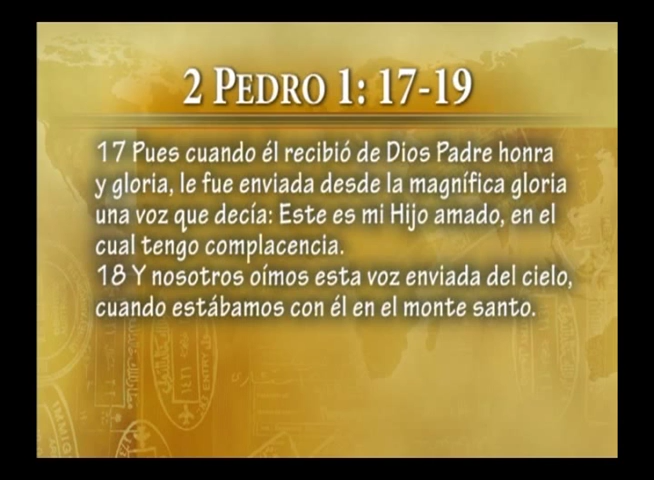 2 PEDRO 1: 17-19
17 Pues cuando él recibió de Dios Padre honra
y gloria, le fue enviada desde la magnífica gloria
una voz que decía: Este es mi Hijo amado, en el
cual tengo complacencia.
18 Y nosotros oímos esta voz enviada del cielo,
cuando estábamos con él en el monte santo.